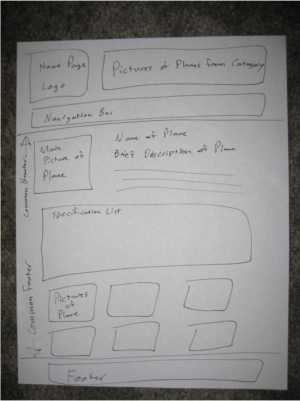 Home Page
Logo
Pictures of Planes from Category
Navigation Bar
Common Header
Main
Picture of
Plane
Name of Plane
Brief Description of Plane
Specification List
Common Footer
Pictures
of
Plane
Footer